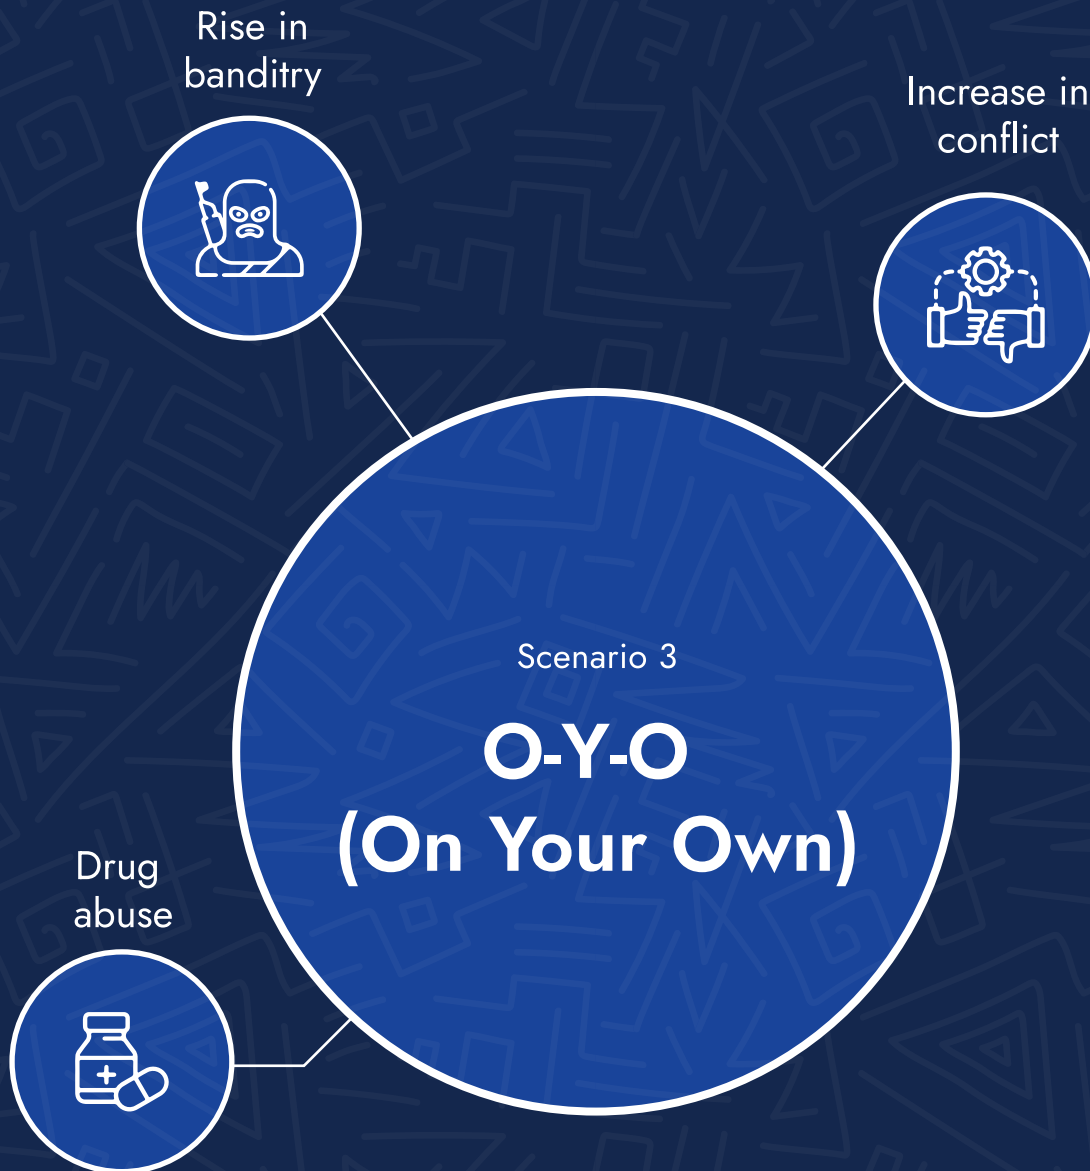 Rise in
banditry
Increase in
conflict
Scenario 3
O-Y-O
(On Your Own)
Drug
abuse